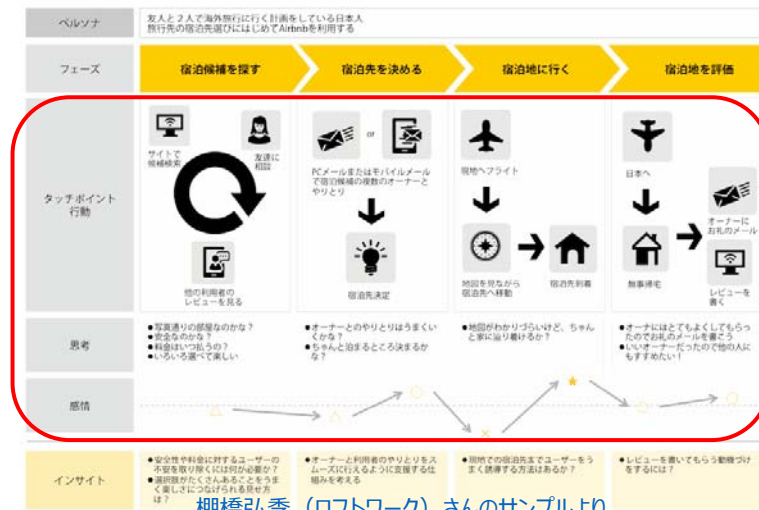 ペルソナ
友人と２人で海外旅行に行く計画をしている日本人
旅行先の宿泊先選びにはじめてAirbnbを利用する
フェーズ
宿泊候補を探す
宿泊先を決める
宿泊地に行く
宿泊地を評価
タッチポイント
行動
サイトで
候補検索
友達に
相談
他の利用者の
レビューを見る
or
PCメールまたはモバイルメール
で宿泊候補の複数のオーナーと
やりとり
宿泊先決定
現地へフライト
地図を見ながら
宿泊先へ移動
宿泊先到着
日本へ
無事帰宅
オーナーに
お礼のメール
レビューを
書く
思考
●写真通りの部屋なのかな？
●安全なのかな？
●料金はいつ払うの？
●いろいろ選べて楽しい
●オーナーとのやりとりはうまくい
くかな？
●ちゃんと泊まるところ決まるか
な？
●地図がわかりづらいけど、ちゃん
と家に辿り着けるか？
●オーナにはとてもよくしてもらっ
たのでお礼のメールを書こう
●いいオーナーだったので他の人に
もすすめたい！
感情
インサイト
●安全性や料金に対するユーザーの
不安を取り除くには何が必要か？
●選択肢がたくさんあることをうま
く楽しさにつなげられる見せ方
は？
●オーナーと利用者のやりとりをス
ムーズに行えるように支援する仕
組みを考える
●現地での宿泊先までユーザーをう
まく誘導する方法はあるか？
●レビューを書いてもらう動機づけ
をするには？
棚橋弘季（ロフトワーク）さんのサンプルより